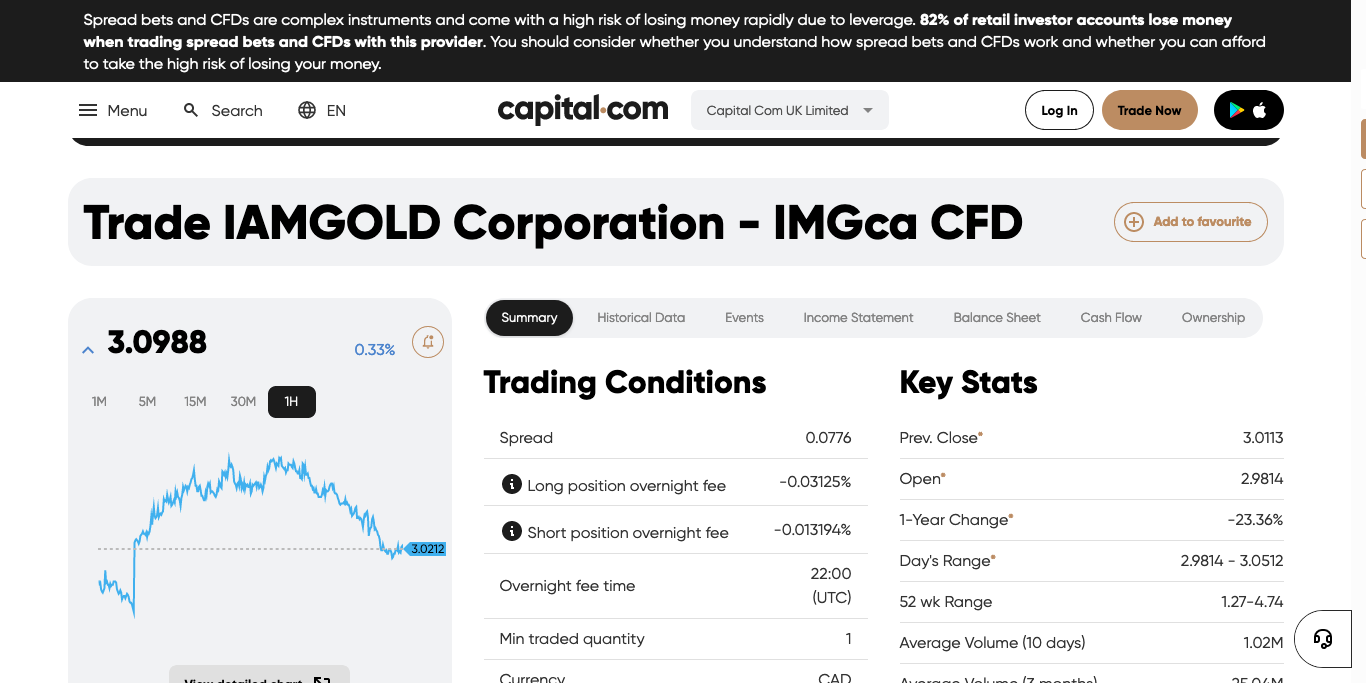 Spread bets and CFDs are complex instruments and come with a high risk of losing money rapidly due to leverage. 82% of retail investor accounts lose money
when trading spread bets and CFDs with this provider. You should consider whether you understand how spread bets and CFDs work and whether you can afford
to take the high risk of losing your money.
Menu Search EN capital.com Capital Com UK Limited Log In Trade Now
Trade IAMGOLD Corporation - IMGca CFD Add to favourite
3.0988 0.33%
1M 5M 15M 30M 1H
3.0212
View detailed chart
Summary Historical Data Events Income Statement Balance Sheet Cash Flow Ownership
Trading Conditions
Spread 0.0776
Long position overnight fee -0.03125%
Short position overnight fee -0.013194%
Overnight fee time 22:00
(UTC)
Min traded quantity 1
Currency CAD
Key Stats
Prev. Close* 3.0113
Open* 2.9814
1-Year Change* -23.36%
Day's Range* 2.9814 - 3.0512
52 wk Range 1.27-4.74
Average Volume (10 days) 1.02M
Average Volume (3 months) 25.04M